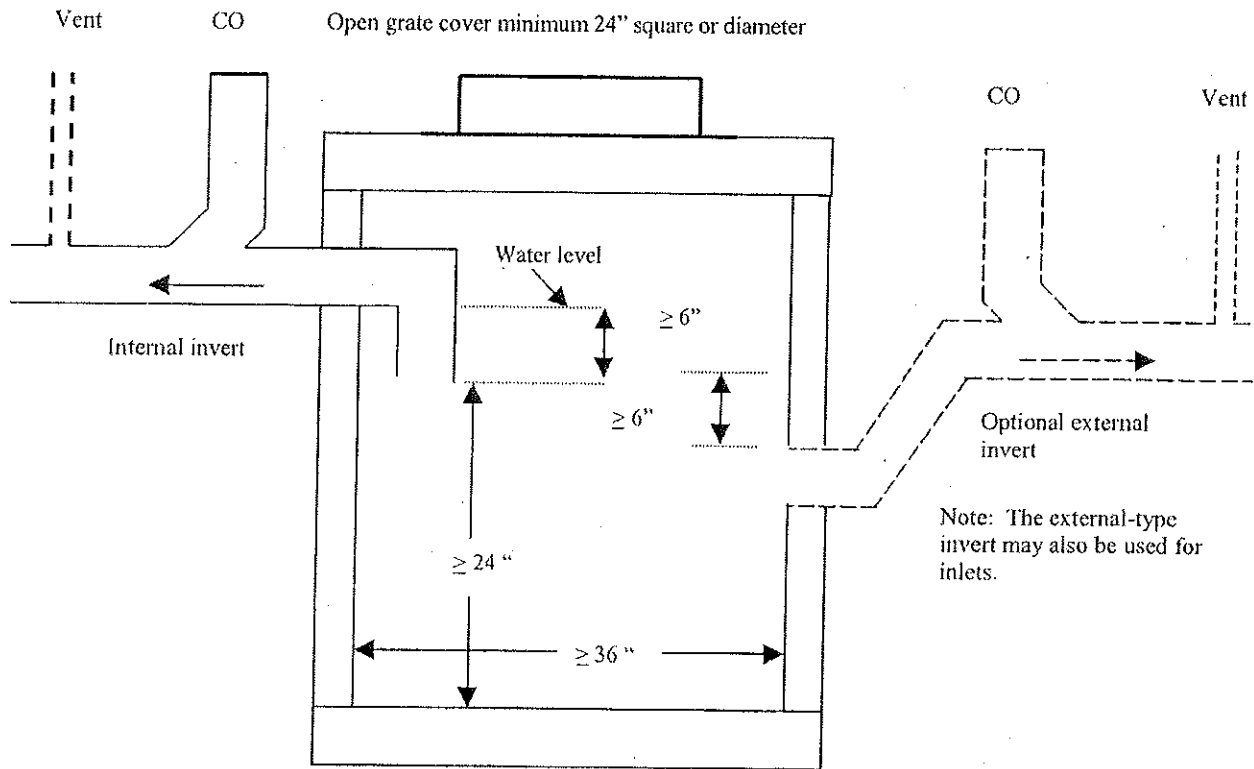 Vent
CO
Open grate cover minimum 24” square or diameter
CO
Vent
Water level
≥ 6”
Internal invert
≥ 6”
Optional external
invert
≥ 24 “
Note: The external-type
invert may also be used for
inlets.
≥ 36 “